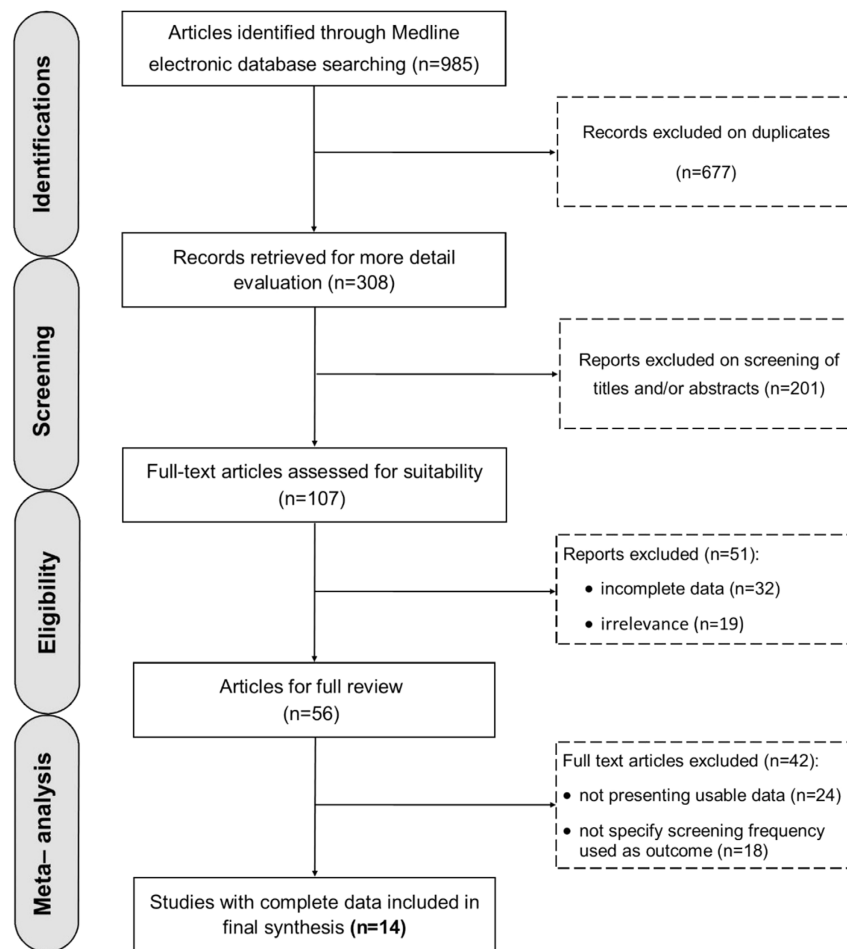 Identifications
Articles identified through Medline
electronic database searching (n=985)
Records excluded on duplicates
(n=677)
Records retrieved for more detail
evaluation (n=308)
Screening
Reports excluded on screening of
titles and/or abstracts (n=201)
Full-text articles assessed for suitability
(n=107)
Eligibility
Reports excluded (n=51):
• incomplete data (n=32)
• irrelevance (n=19)
Articles for full review
(n=56)
Meta– analysis
Full text articles excluded (n=42):
• not presenting usable data (n=24)
• not specify screening frequency
used as outcome (n=18)
Studies with complete data included in
final synthesis (n=14)